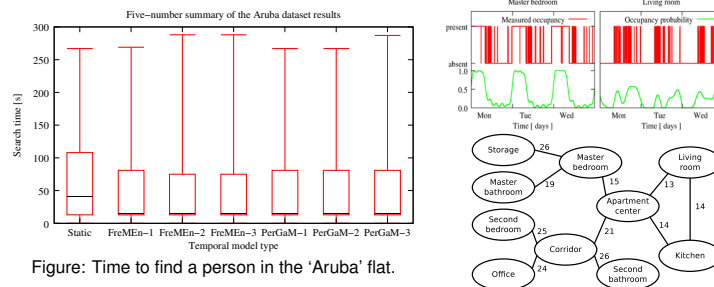 Five-number summary of the Aruba dataset results
300
250
200
150
100
50
0
Search time [s]
Static FreMEn-1 FreMEn-2 FreMEn-3 PerGaM-1 PerGaM-2 PerGaM-3
Temporal model type
Figure: Time to find a person in the ‘Aruba’ flat.
Master bedroom Living room
Measured occupancy Occupancy probability
present
absent
1.0
0.5
0.0
Mon Tue Wed Mon Tue Wed
Time [ days ] Time [ days ]
Storage
26
Master
bedroom
Living
room
Master
bathroom
19
15
13
Apartment
center
14
Second
bedroom
25
21
14
Corridor
Kitchen
Office
24
26
Second
bathroom